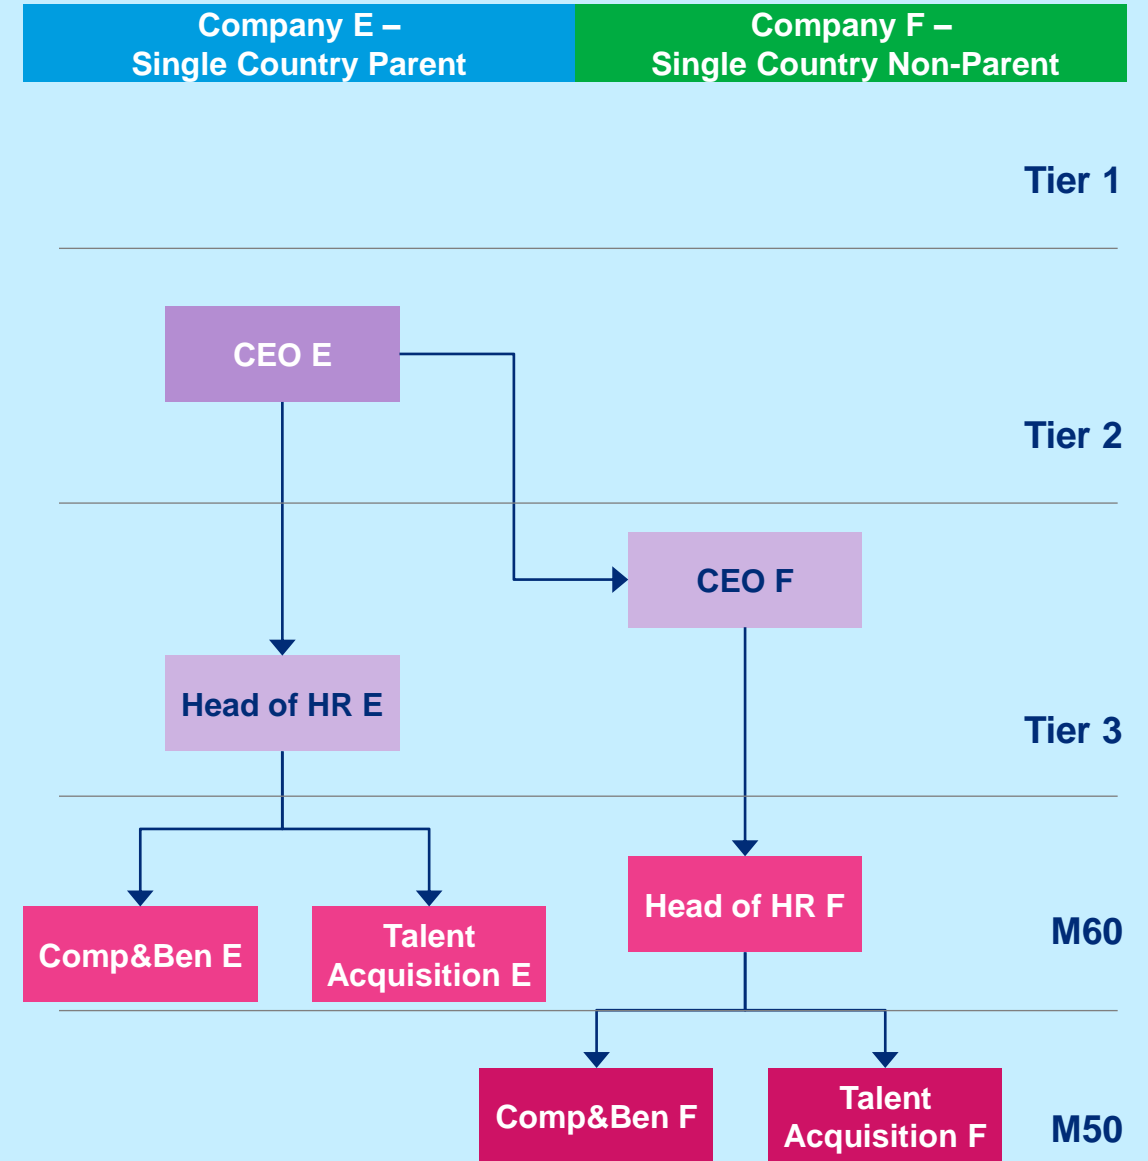 Company E –
Single Country Parent
Company F –
Single Country Non-Parent
Tier 1
CEO E
Tier 2
CEO F
Head of HR E
Tier 3
Head of HR F
Comp&Ben E
Talent
Acquisition E
M60
Comp&Ben F
Talent
Acquisition F
M50